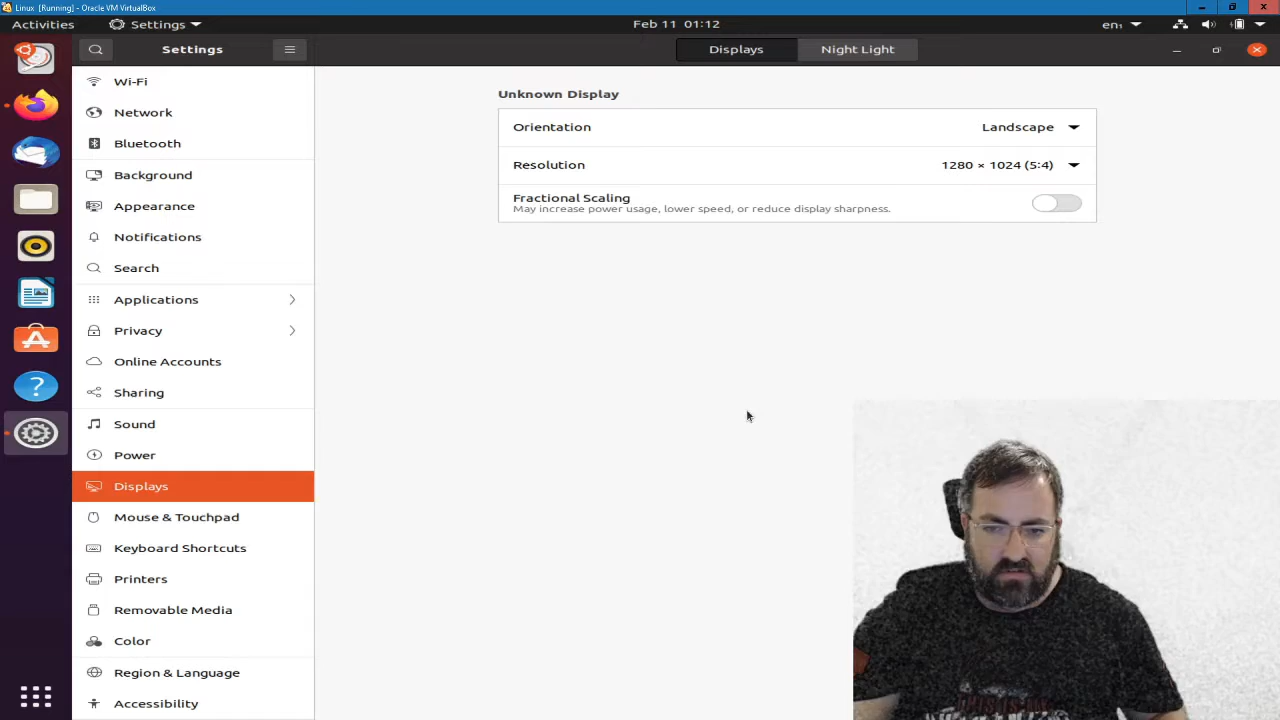 Linux [Running] - Oracle VM VirtualBox
Activities
Settings
Feb 11 01:12
en₁
Settings
Displays
Night Light
Wi-Fi
Network
Bluetooth
Background
Appearance
Notifications
Search
Applications
Privacy
Online Accounts
Sharing
Sound
Power
Displays
Mouse & Touchpad
Keyboard Shortcuts
Printers
Removable Media
Color
Region & Language
Accessibility
Unknown Display
Orientation
Landscape
Resolution
1280 × 1024 (5:4)
Fractional Scaling
May increase power usage, lower speed, or reduce display sharpness.